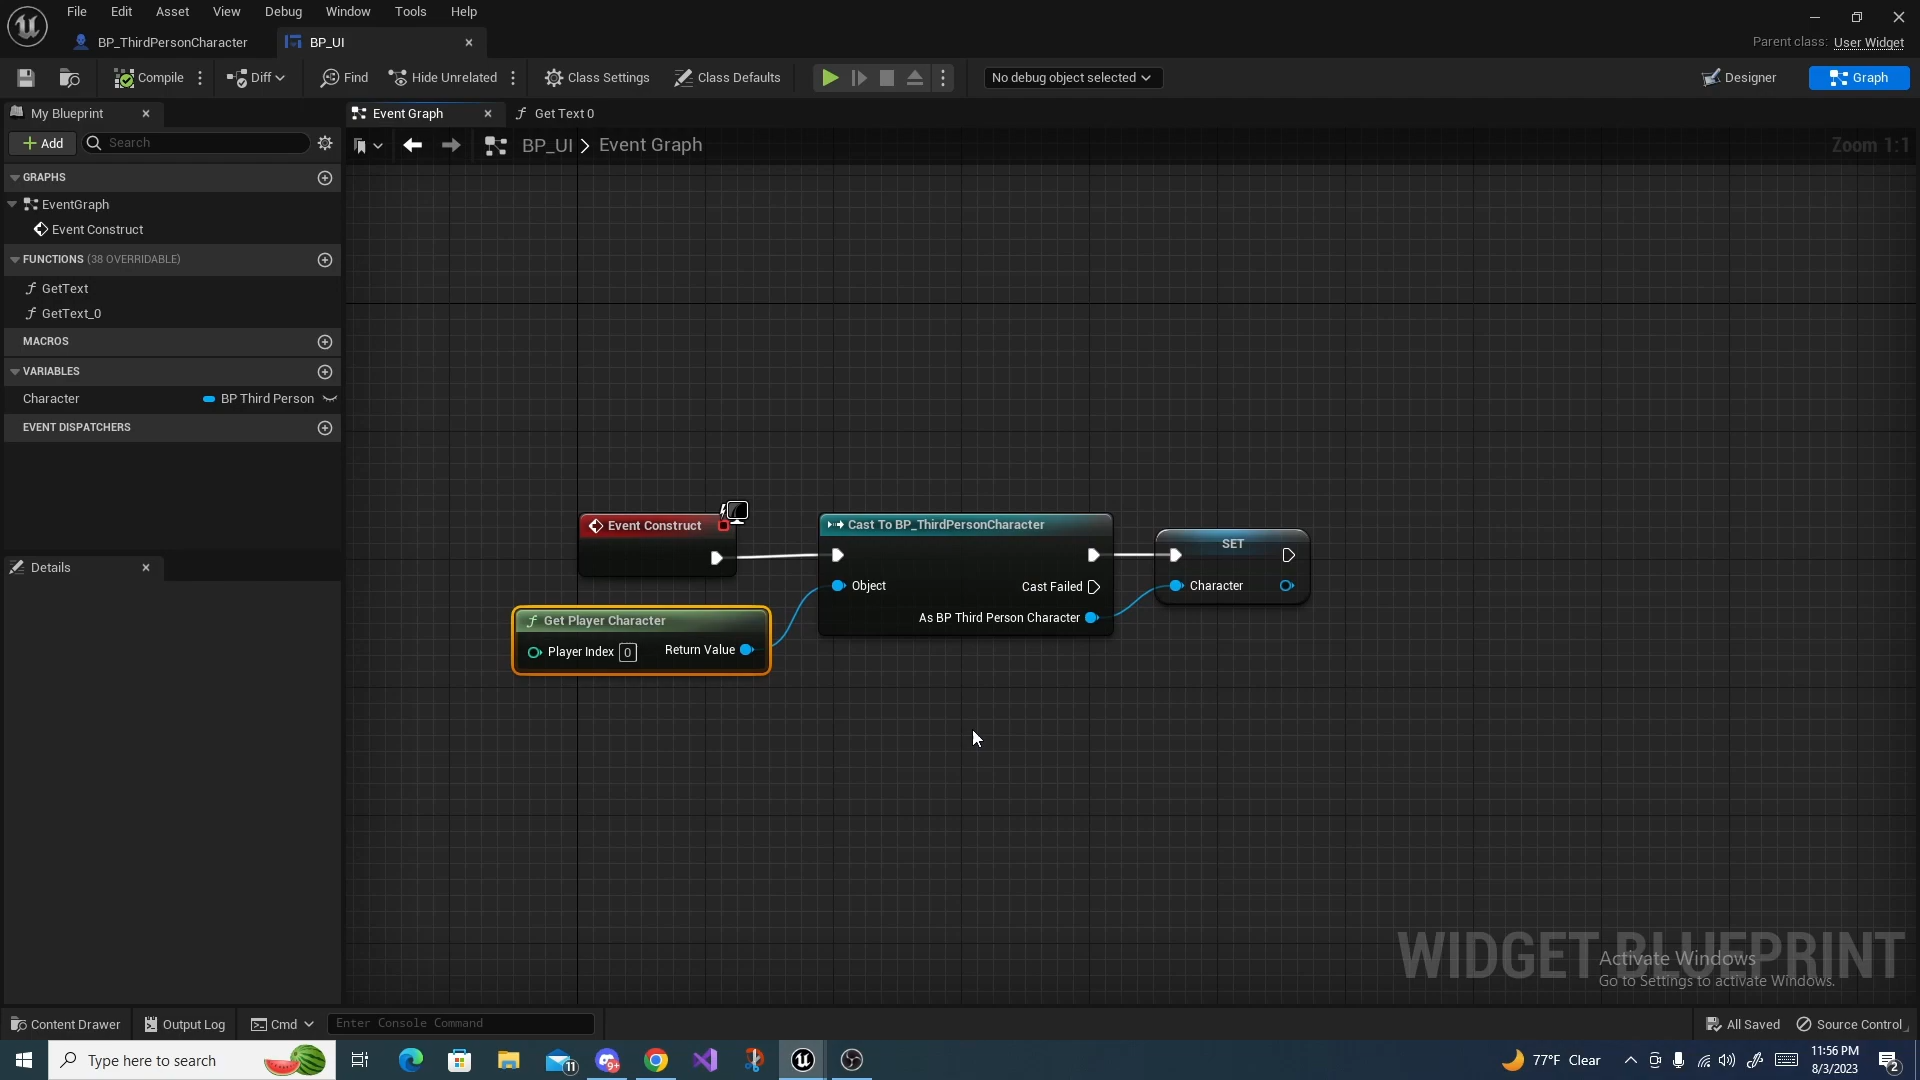 File Edit Asset View Debug Window Tools Help
BP_ThirdPersonCharacter BP_UI
Parent class: User Widget
Compile Diff Find Hide Unrelated Class Settings Class Defaults No debug object selected Designer Graph
My Blueprint Event Graph Get Text 0
Add Search
BP_UI > Event Graph Zoom 1:1
GRAPHS
EventGraph
Event Construct
FUNCTIONS (38 OVERRIDABLE)
GetText
GetText_0
MACROS
VARIABLES
Character BP Third Person
EVENT DISPATCHERS
Details
Event Construct
Cast To BP_ThirdPersonCharacter
Object
Cast Failed
As BP Third Person Character
SET
Character
f Get Player Character
Player Index 0 Return Value
WIDGET BLUEPRINT
Activate Windows
Go to Settings to activate Windows.
Content Drawer Output Log Cmd Enter Console Command All Saved Source Control
Type here to search 11 9+ 77°F Clear 11:56 PM
8/3/2023
2